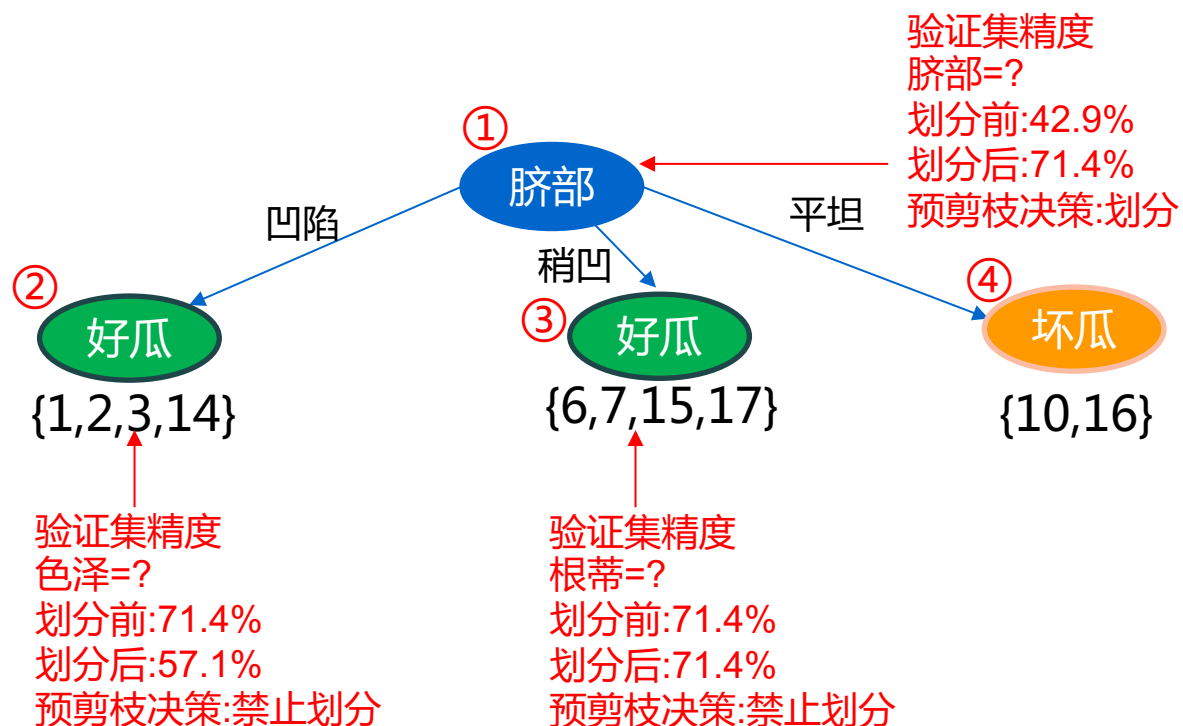 验证集精度
脐部=?
划分前:42.9%
划分后:71.4%
预剪枝决策:划分
①
脐部
凹陷
稍凹
平坦
②
好瓜
{1,2,3,14}
③
好瓜
{6,7,15,17}
④
坏瓜
{10,16}
验证集精度
色泽=?
划分前:71.4%
划分后:57.1%
预剪枝决策:禁止划分
验证集精度
根蒂=?
划分前:71.4%
划分后:71.4%
预剪枝决策:禁止划分